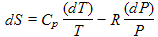 dS = C_p (dT)/T − R (dP)/P